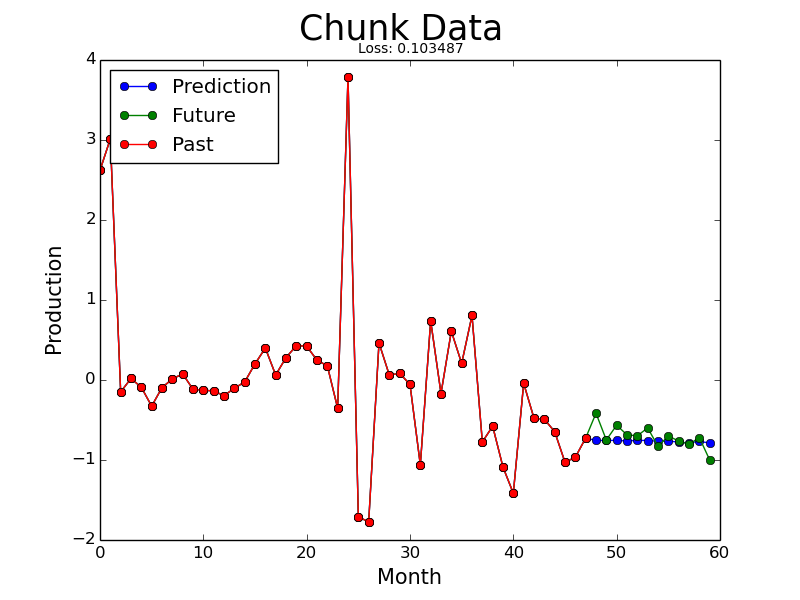 Chunk Data
Loss: 0.103487
Prediction
Future
Past
Production
4
3
2
1
0
−1
−2
0 10 20 30 40 50 60
Month